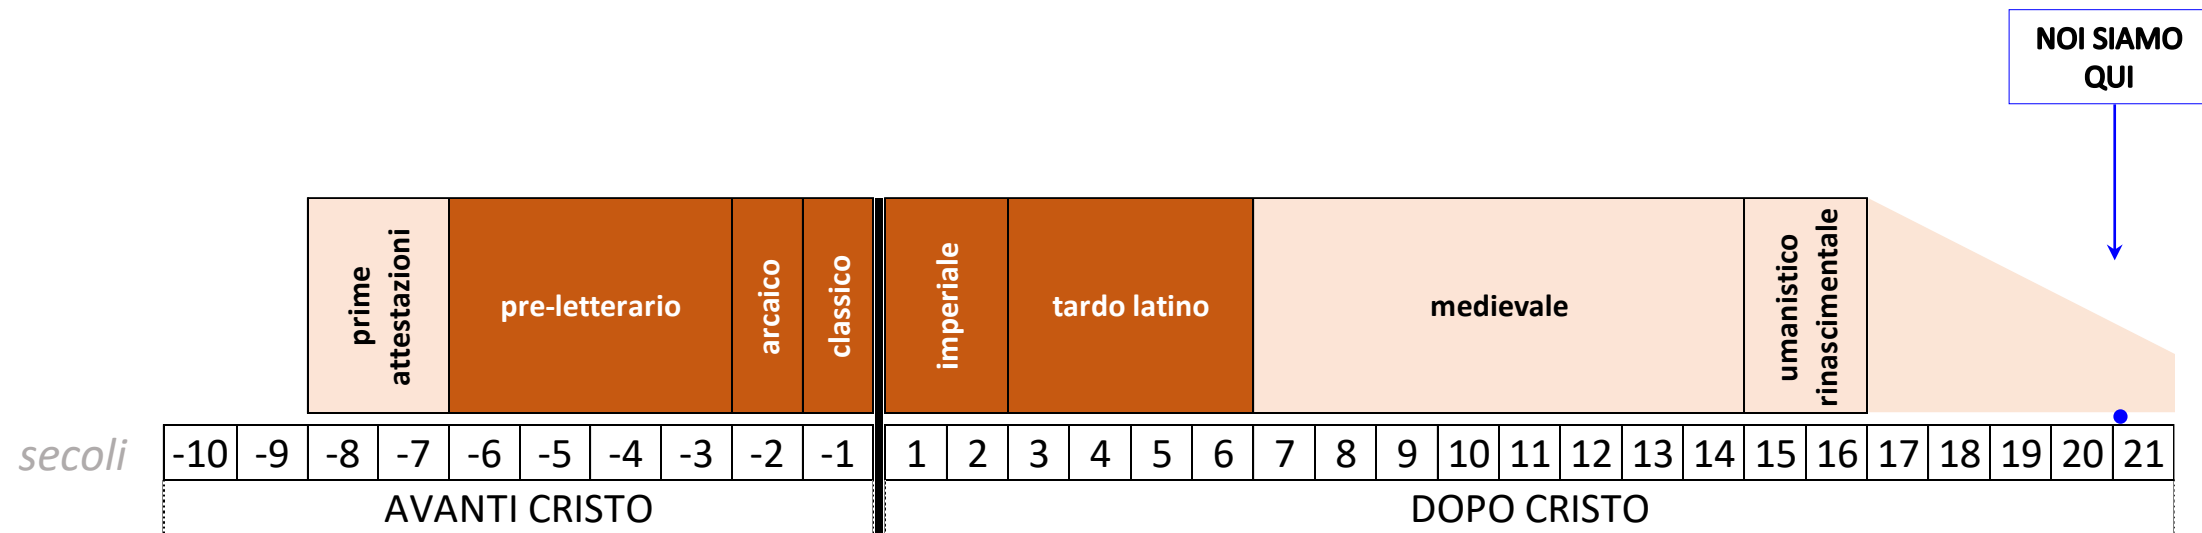 NOI SIAMO
QUI
prime
attestazioni
pre-letterario
arcaico
classico
imperiale
tardo latino
medievale
umanistico
rinascimentale
secoli -10 -9 -8 -7 -6 -5 -4 -3 -2 -1 1 2 3 4 5 6 7 8 9 10 11 12 13 14 15 16 17 18 19 20 21
AVANTI CRISTO DOPO CRISTO